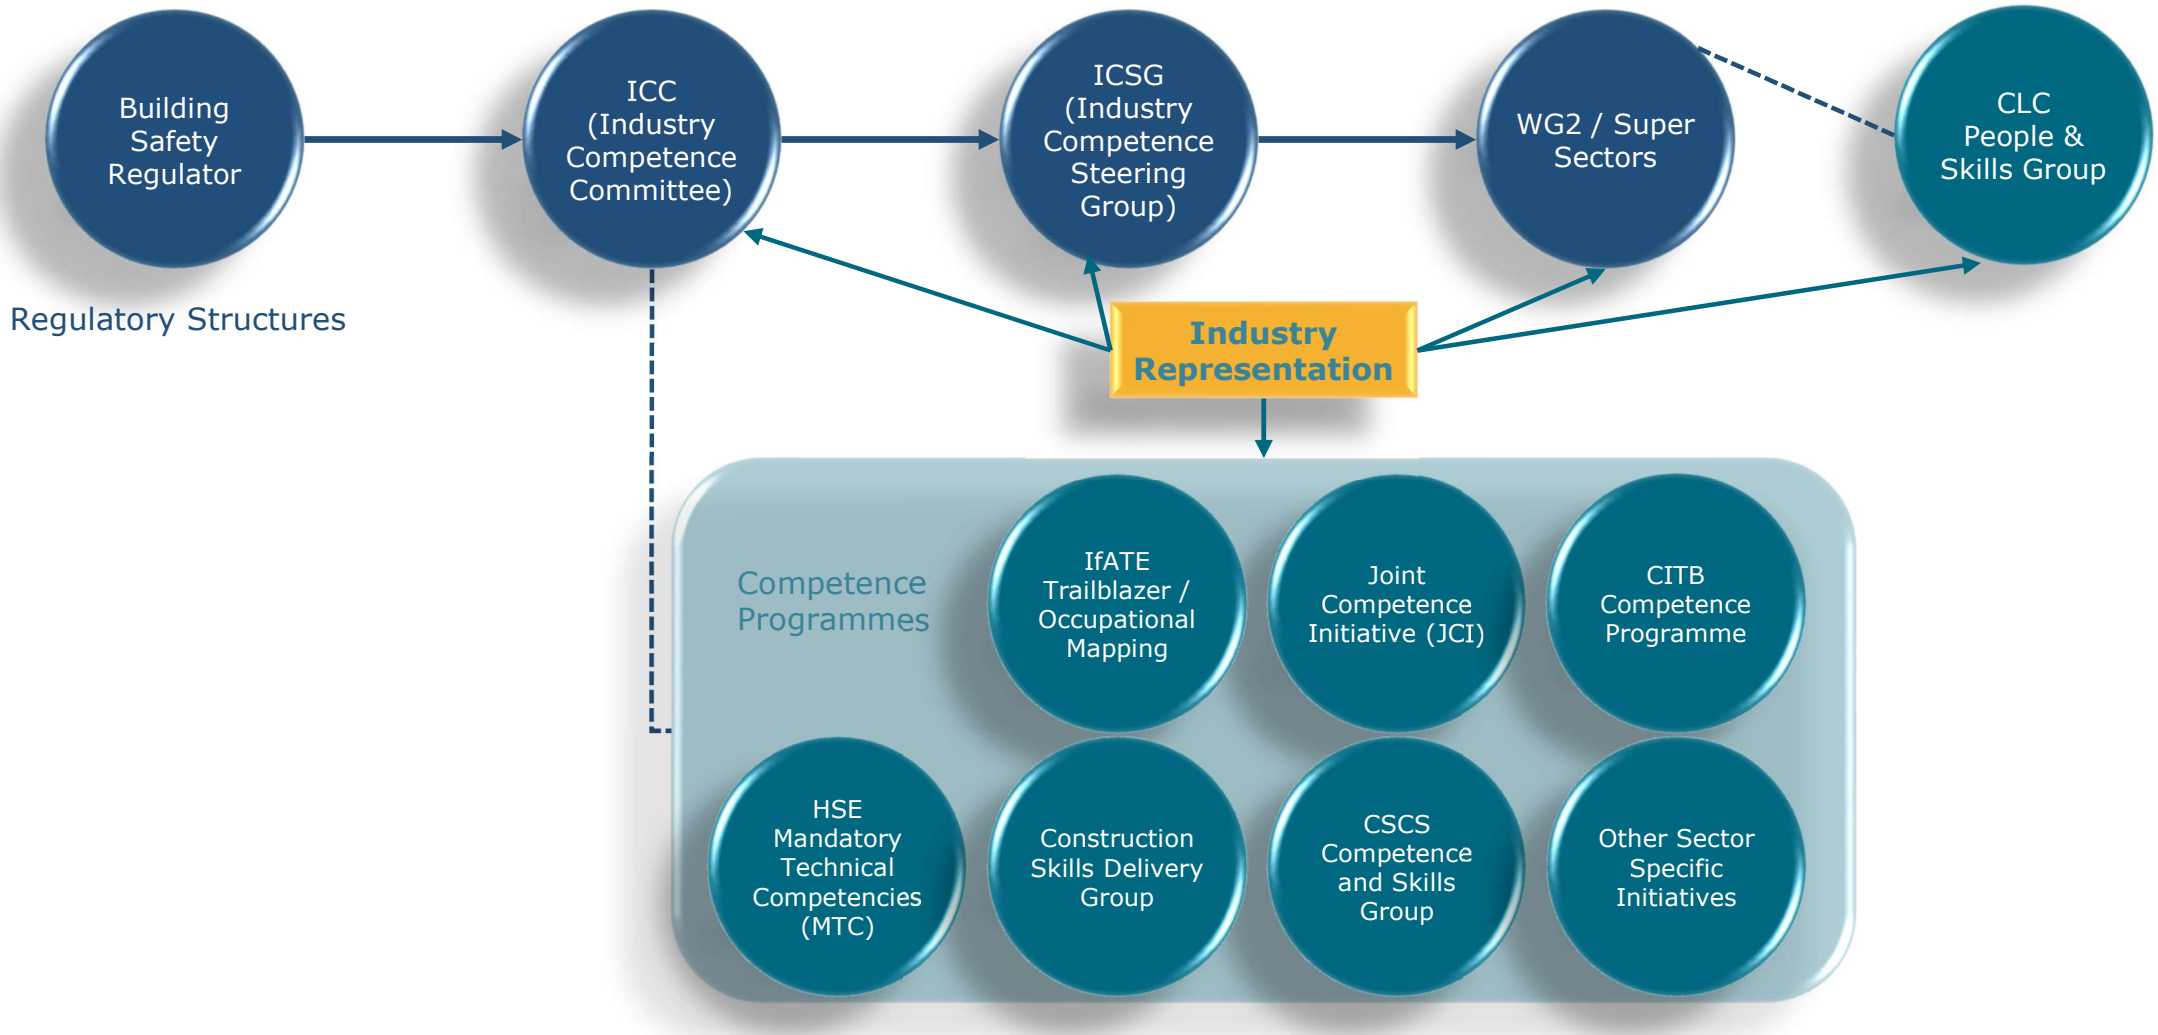 Building
Safety
Regulator
ICC
(Industry
Competence
Committee)
ICSG
(Industry
Competence
Steering
Group)
WG2 / Super
Sectors
CLC
People &
Skills Group
Regulatory Structures
Industry
Representation
Competence
Programmes
IfATE
Trailblazer /
Occupational
Mapping
Joint
Competence
Initiative (JCI)
CITB
Competence
Programme
HSE
Mandatory
Technical
Competencies
(MTC)
Construction
Skills Delivery
Group
CSCS
Competence
and Skills
Group
Other Sector
Specific
Initiatives